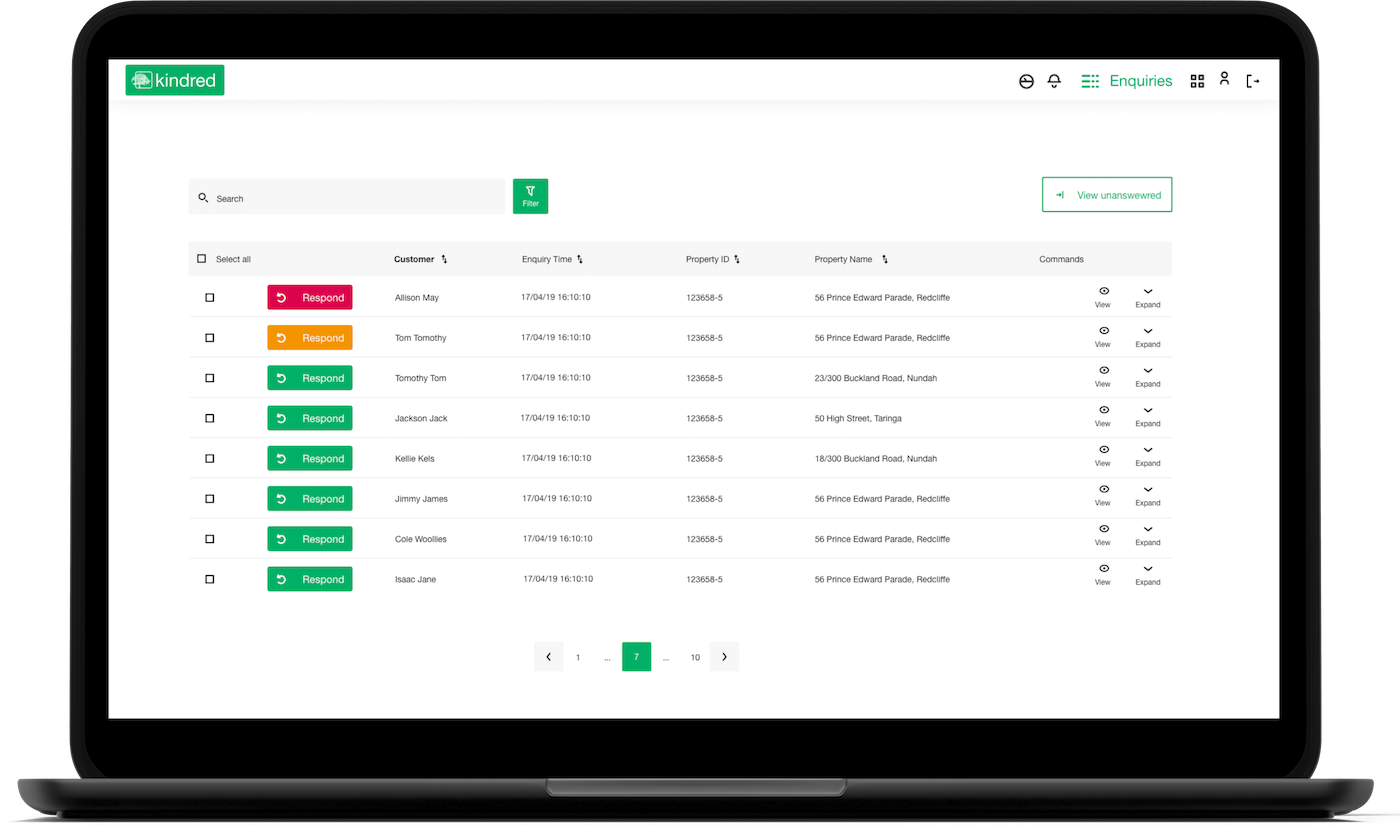 kindred
Enquiries
Search
Filter
View unanswewred
Select all Customer Enquiry Time Property ID Property Name Commands
Respond Allison May 17/04/19 16:10:10 123658-5 56 Prince Edward Parade, Redcliffe View Expand
Respond Tom Tomothy 17/04/19 16:10:10 123658-5 56 Prince Edward Parade, Redcliffe View Expand
Respond Tomothy Tom 17/04/19 16:10:10 123658-5 23/300 Buckland Road, Nundah View Expand
Respond Jackson Jack 17/04/19 16:10:10 123658-5 50 High Street, Taringa View Expand
Respond Kellie Kels 17/04/19 16:10:10 123658-5 18/300 Buckland Road, Nundah View Expand
Respond Jimmy James 17/04/19 16:10:10 123658-5 56 Prince Edward Parade, Redcliffe View Expand
Respond Cole Woollies 17/04/19 16:10:10 123658-5 56 Prince Edward Parade, Redcliffe View Expand
Respond Isaac Jane 17/04/19 16:10:10 123658-5 56 Prince Edward Parade, Redcliffe View Expand
1 ... 7 ... 10